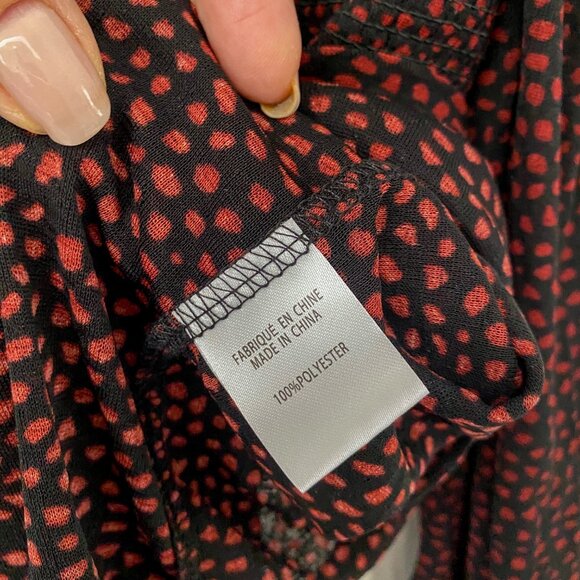 FABRIQUÉ EN CHINE
MADE IN CHINA
100%POLYESTER